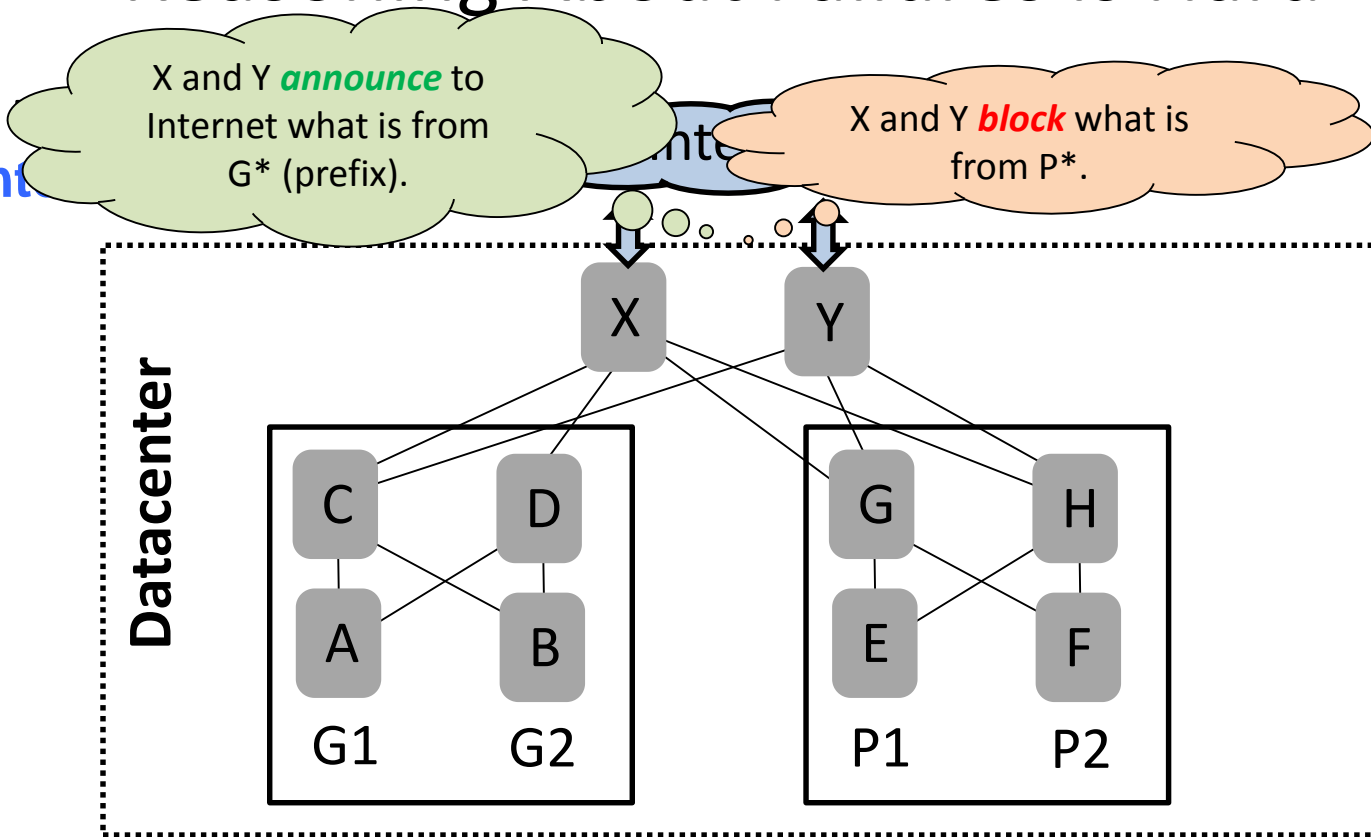 X and Y announce to
Internet what is from
G* (prefix).
X and Y block what is
from P*.
X
Y
Datacenter
C
D
G
H
A
B
E
F
G1
G2
P1
P2